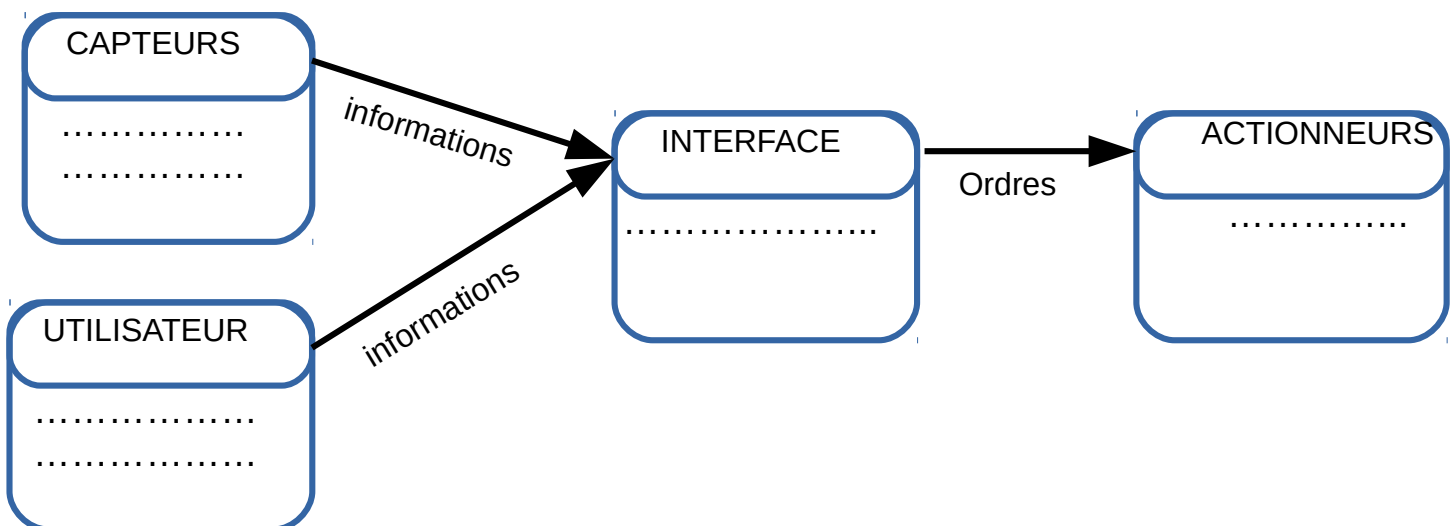 CAPTEURS
……………
……………
informations
UTILISATEUR
………………
………………
informations
INTERFACE
…………………...
Ordres
ACTIONNEURS
…………...